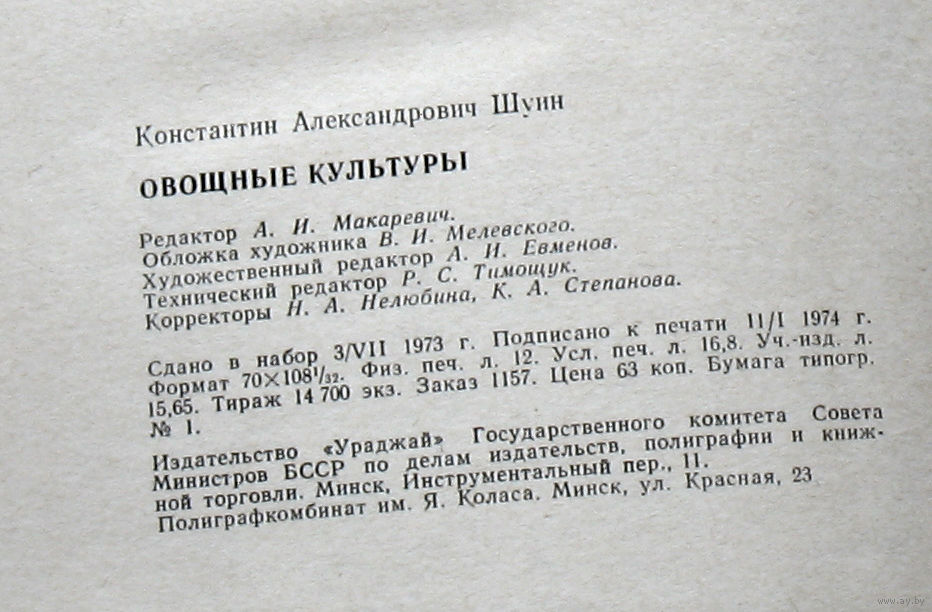 Константин Александрович Шуин
ОВОЩНЫЕ КУЛЬТУРЫ
Редактор А. И. Макаревич.
Обложка художника В. И. Мелевского.
Художественный редактор А. И. Евменов.
Технический редактор Р. С. Тимощук.
Корректоры Н. А. Нелюбина, К. А. Степанова.
Сдано в набор 3/VII 1973 г. Подписано к печати 11/I 1974 г.
Формат 70×108¹/₃₂. Физ. печ. л. 12. Усл. печ. л. 16,8. Уч.-изд. л.
15,65. Тираж 14 700 экз. Заказ 1157. Цена 63 коп. Бумага типогр.
№ 1.
Издательство «Ураджай» Государственного комитета Совета
Министров БССР по делам издательств, полиграфии и книж-
ной торговли. Минск, Инструментальный пер., 11.
Полиграфкомбинат им. Я. Коласа. Минск, ул. Красная, 23
www.ay.by